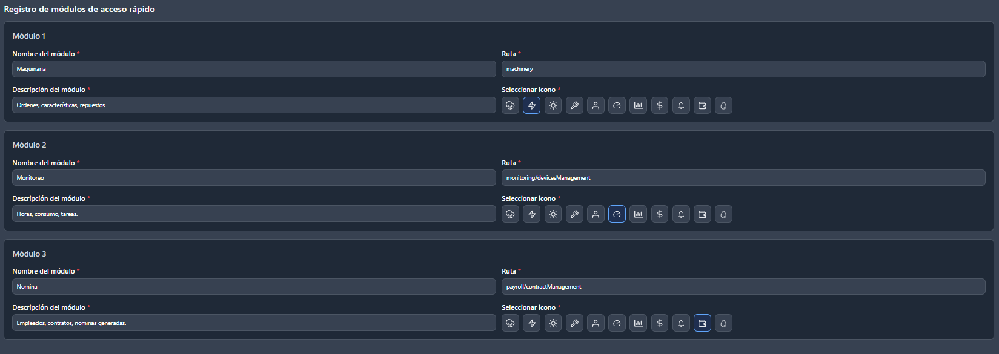 Registro de módulos de acceso rápido
Módulo 1
Nombre del módulo *
Ruta *
Maquinaria
machinery
Descripción del módulo *
Seleccionar icono *
Ordenes, características, repuestos.
Módulo 2
Nombre del módulo *
Ruta *
Monitoreo
monitoring/devicesManagement
Descripción del módulo *
Seleccionar icono *
Horas, consumo, tareas.
Módulo 3
Nombre del módulo *
Ruta *
Nomina
payroll/contractManagement
Descripción del módulo *
Seleccionar icono *
Empleados, contratos, nominas generadas.